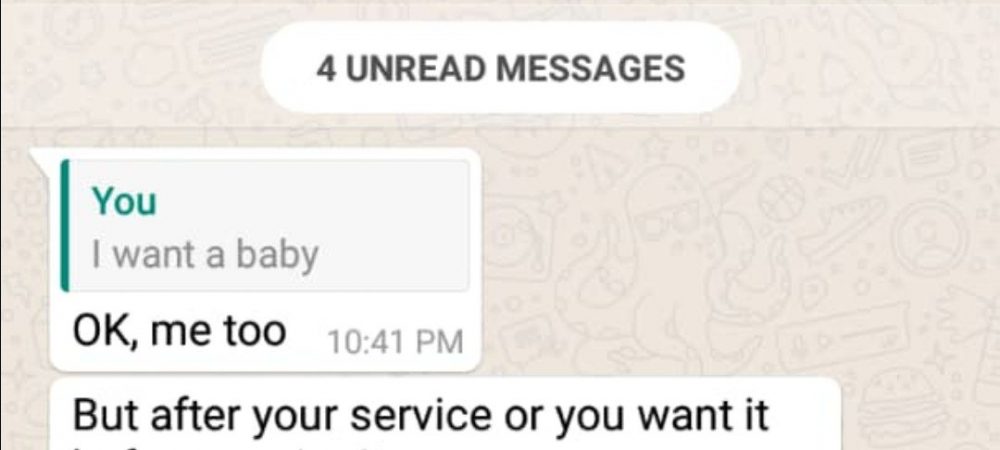 4 UNREAD MESSAGES
You
I want a baby
OK, me too 10:41 PM
But after your service or you want it